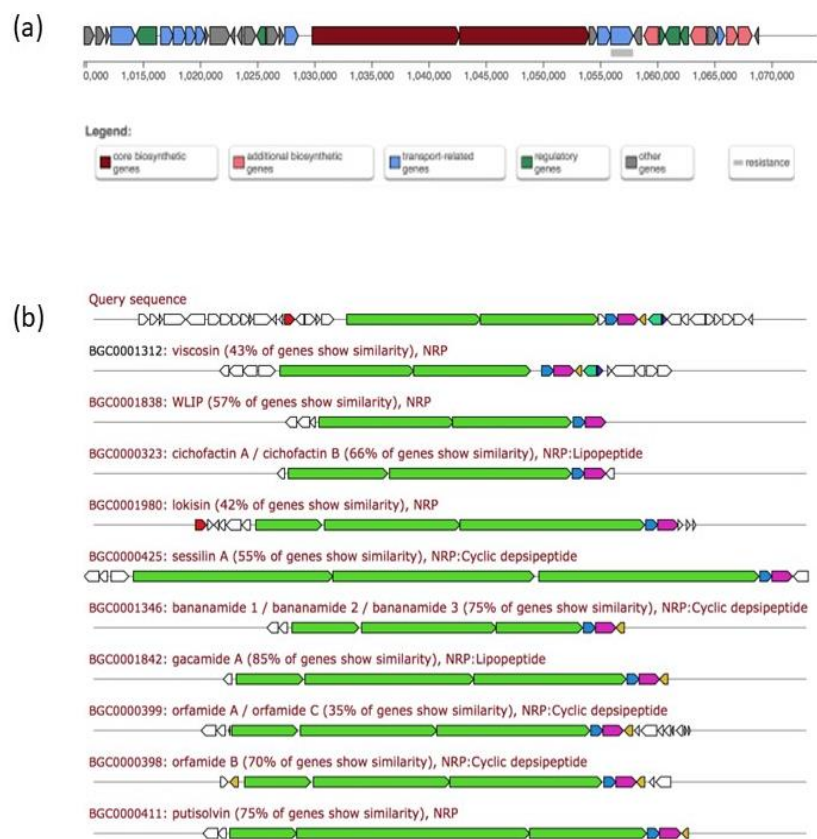 (a)
0,000 1,015,000 1,020,000 1,025,000 1,030,000 1,035,000 1,040,000 1,045,000 1,050,000 1,055,000 1,060,000 1,065,000 1,070,000
Legend:
core biosynthetic genes
additional biosynthetic genes
transport-related genes
regulatory genes
other genes
resistance
(b)
Query sequence
BGC0001312: viscosin (43% of genes show similarity), NRP
BGC0001838: WLIP (57% of genes show similarity), NRP
BGC0000323: cichofactin A / cichofactin B (66% of genes show similarity), NRP:Lipopeptide
BGC0001980: lokisin (42% of genes show similarity), NRP
BGC0000425: sessilin A (55% of genes show similarity), NRP:Cyclic depsipeptide
BGC0001346: bananamide 1 / bananamide 2 / bananamide 3 (75% of genes show similarity), NRP:Cyclic depsipeptide
BGC0001842: gacamide A (85% of genes show similarity), NRP:Lipopeptide
BGC0000399: orfamide A / orfamide C (35% of genes show similarity), NRP:Cyclic depsipeptide
BGC0000398: orfamide B (70% of genes show similarity), NRP:Cyclic depsipeptide
BGC0000411: putisolvin (75% of genes show similarity), NRP